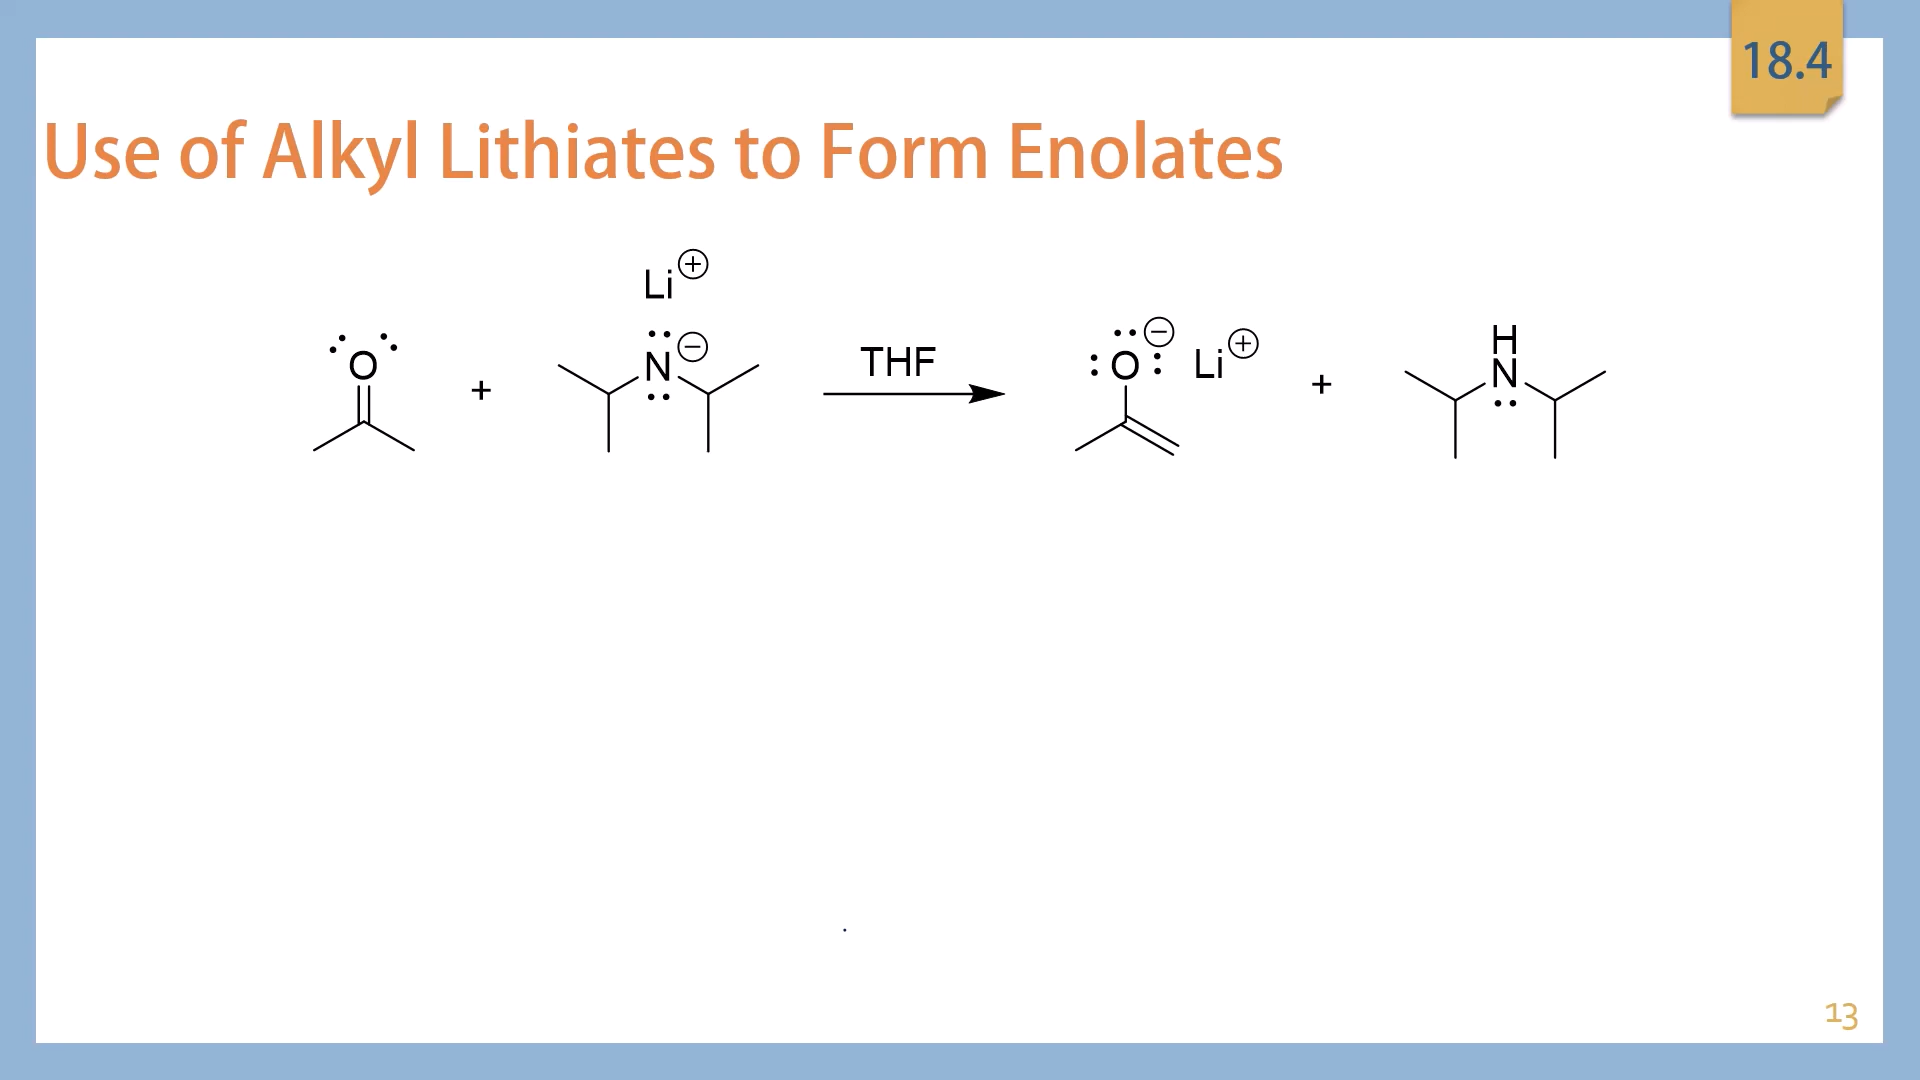 18.4
Use of Alkyl Lithiates to Form Enolates
Li⊕
O + N⊖ THF O⊖ Li⊕ + H
N
13